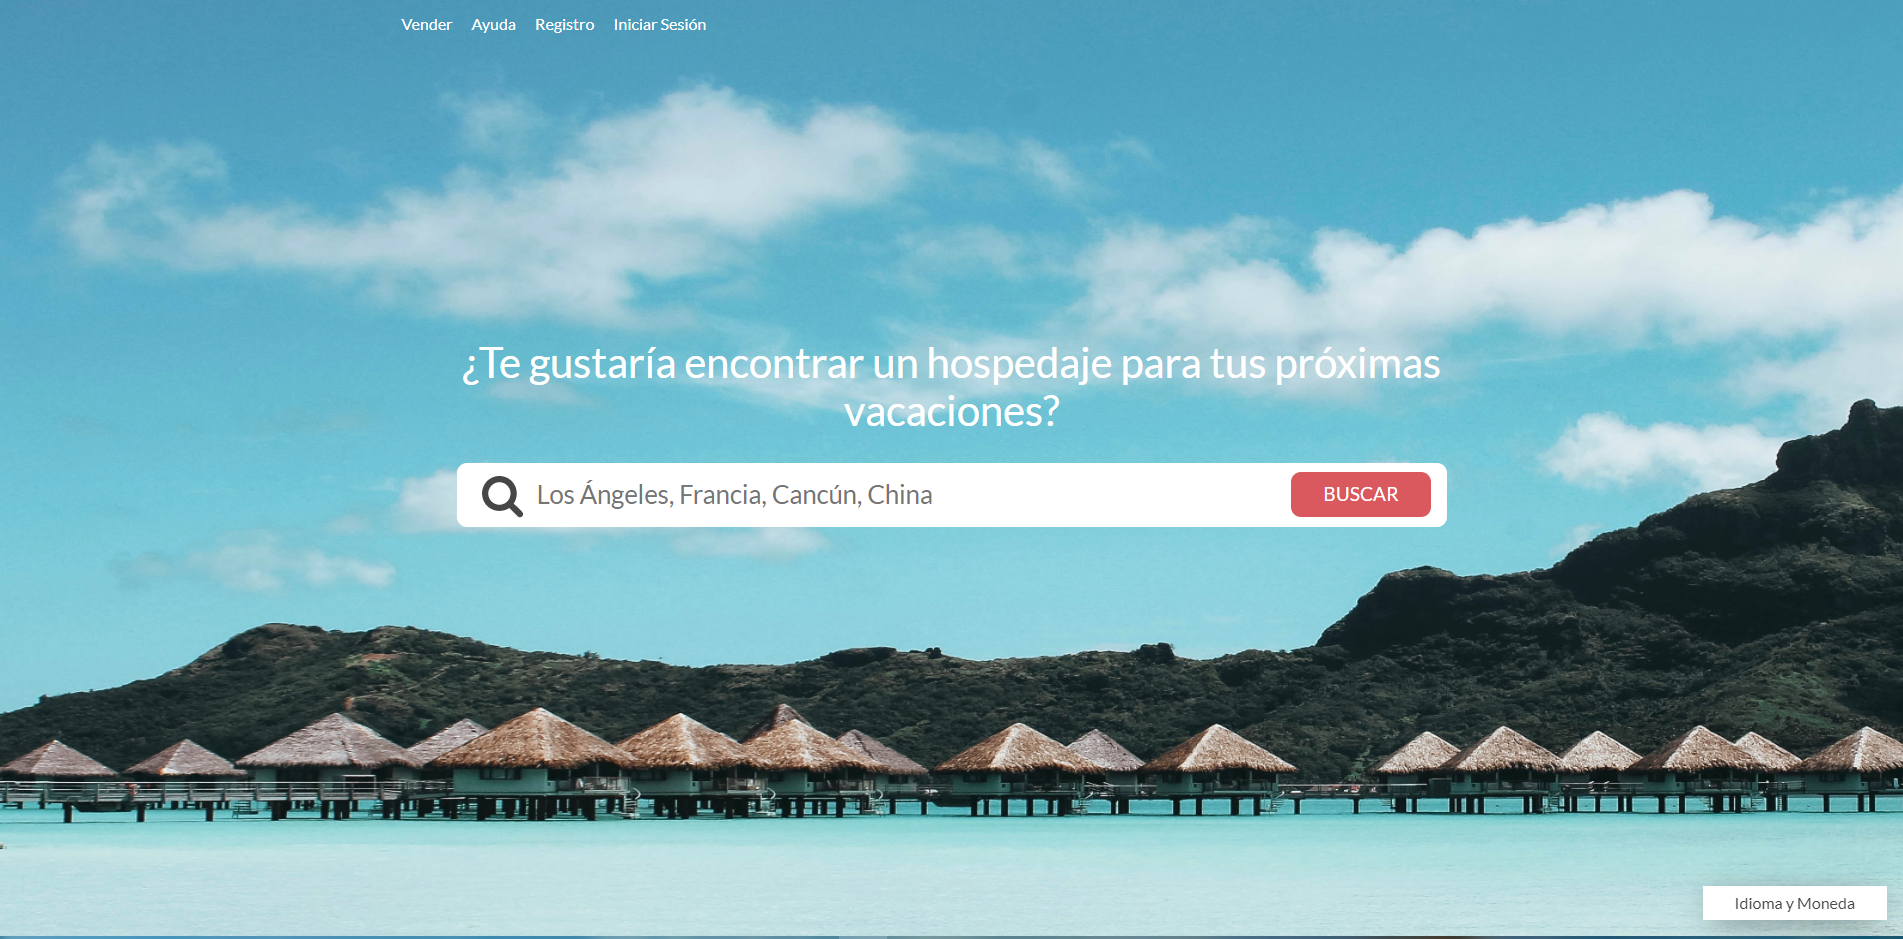 Vender Ayuda Registro Iniciar Sesión
¿Te gustaría encontrar un hospedaje para tus próximas
vacaciones?
Los Ángeles, Francia, Cancún, China
BUSCAR
Idioma y Moneda